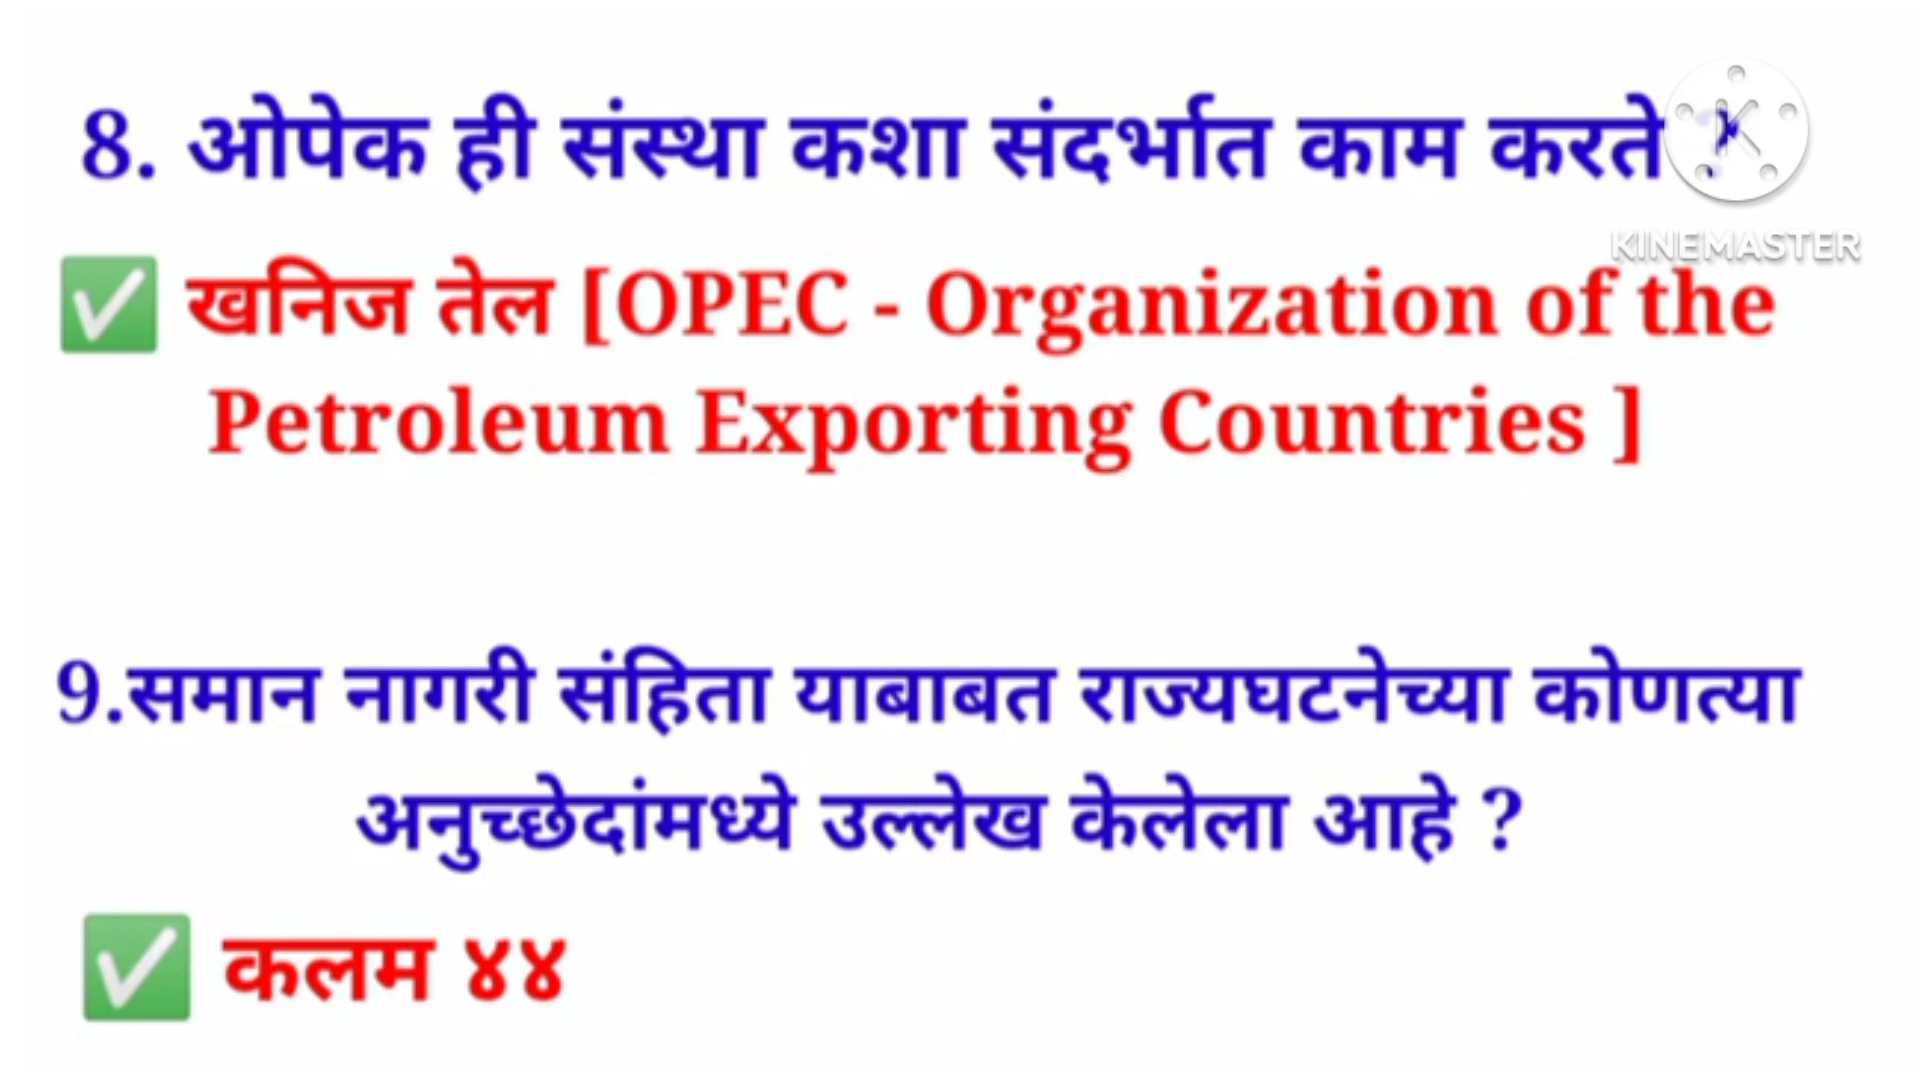 8. ओपेक ही संस्था कशा संदर्भात काम करते ?
KINEMASTER
✅ खनिज तेल [OPEC - Organization of the
Petroleum Exporting Countries ]
9.समान नागरी संहिता याबाबत राज्यघटनेच्या कोणत्या
अनुच्छेदांमध्ये उल्लेख केलेला आहे ?
✅ कलम ४४